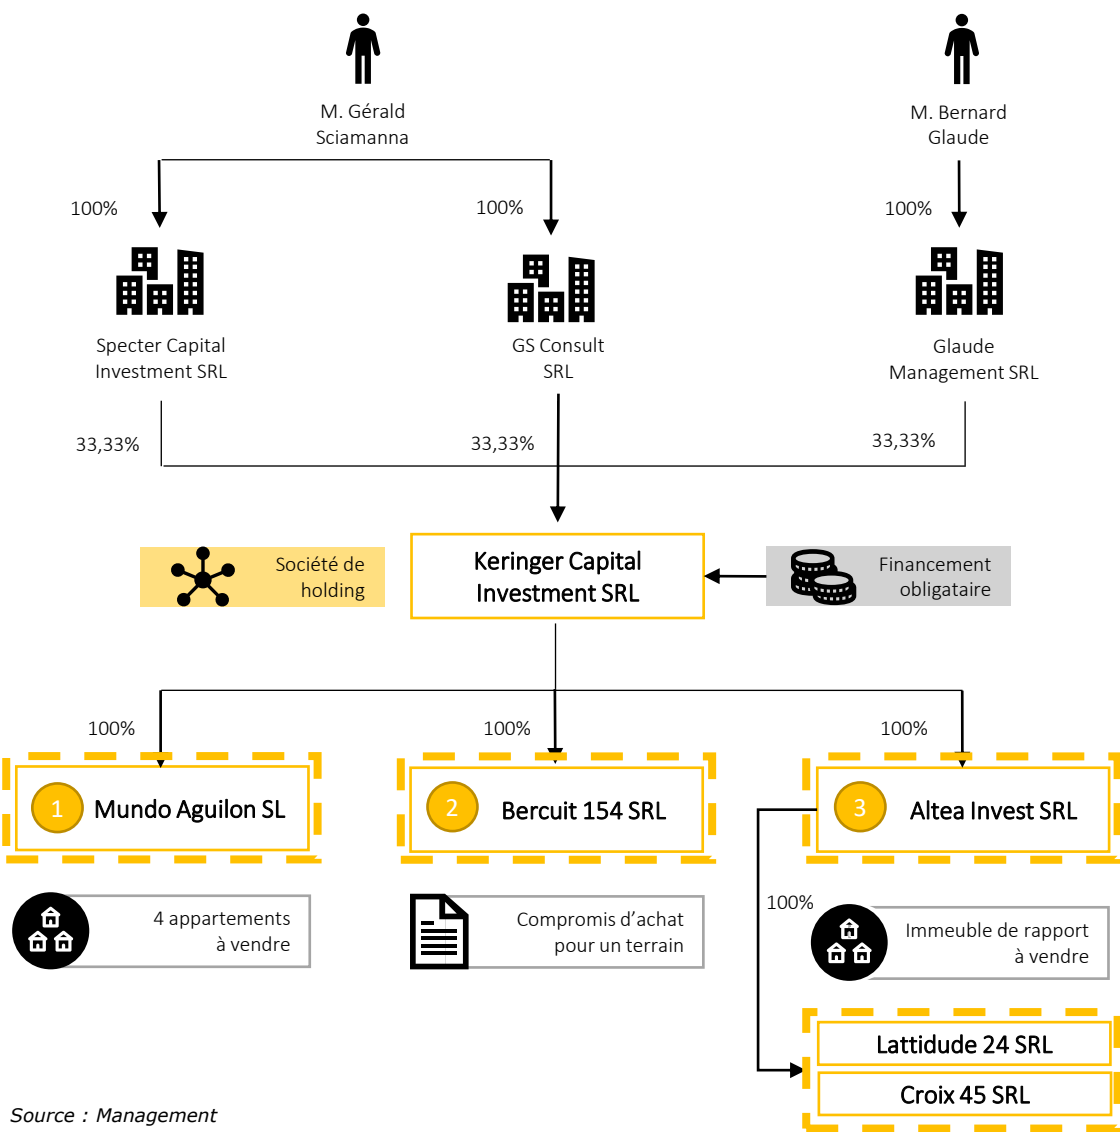 M. Gérald
Sciamanna
M. Bernard
Glaude
100%
100%
100%
Specter Capital
Investment SRL
GS Consult
SRL
Glaude
Management SRL
33,33%
33,33%
33,33%
Société de
holding
Keringer Capital
Investment SRL
Financement
obligataire
100%
100%
100%
1
Mundo Aguilon SL
2
Bercuit 154 SRL
3
Altea Invest SRL
4 appartements
à vendre
Compromis d'achat
pour un terrain
100%
Immeuble de rapport
à vendre
Lattidude 24 SRL
Croix 45 SRL
Source : Management